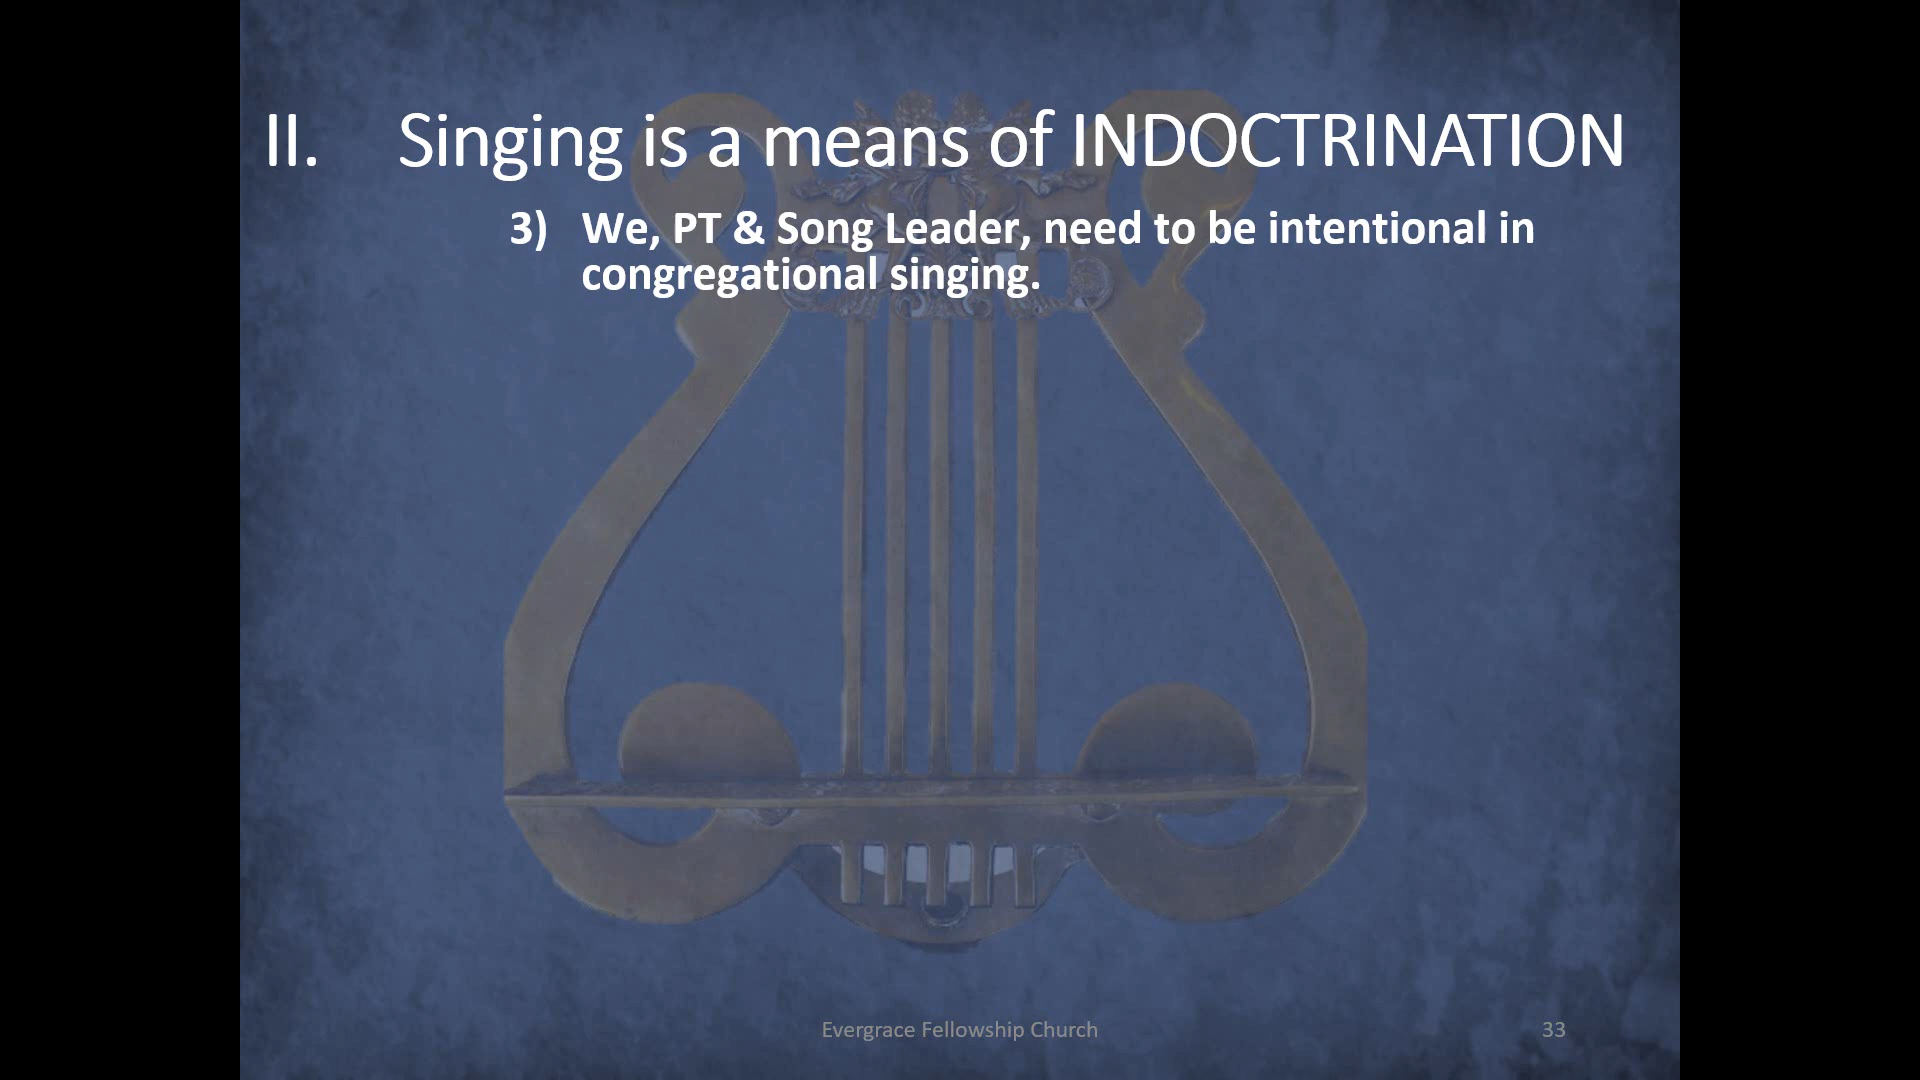 II. Singing is a means of INDOCTRINATION
3) We, PT & Song Leader, need to be intentional in
congregational singing.
Evergrace Fellowship Church
33